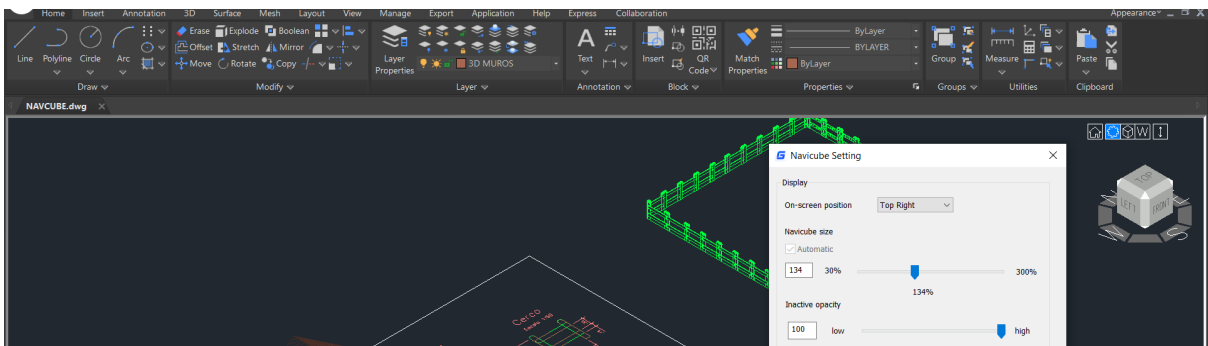 Home Insert Annotation 3D Surface Mesh Layout View Manage Export Application Help Express Collaboration Appearance
Erase Explode Boolean ByLayer
Line Polyline Circle Arc Offset Stretch Mirror Layer Properties Text Insert QR Code Match Properties BYLAYER Group Measure Paste
Move Rotate Copy 3D MUROS ByLayer
Draw Modify Layer Annotation Block Properties Groups Utilities Clipboard
NAVCUBE.dwg
Navicube Setting
Display
On-screen position Top Right
Navicube size
Automatic
134 30% 300%
134%
Inactive opacity
100 low high
W
TOP
LEFT FRONT
W S
Cerco